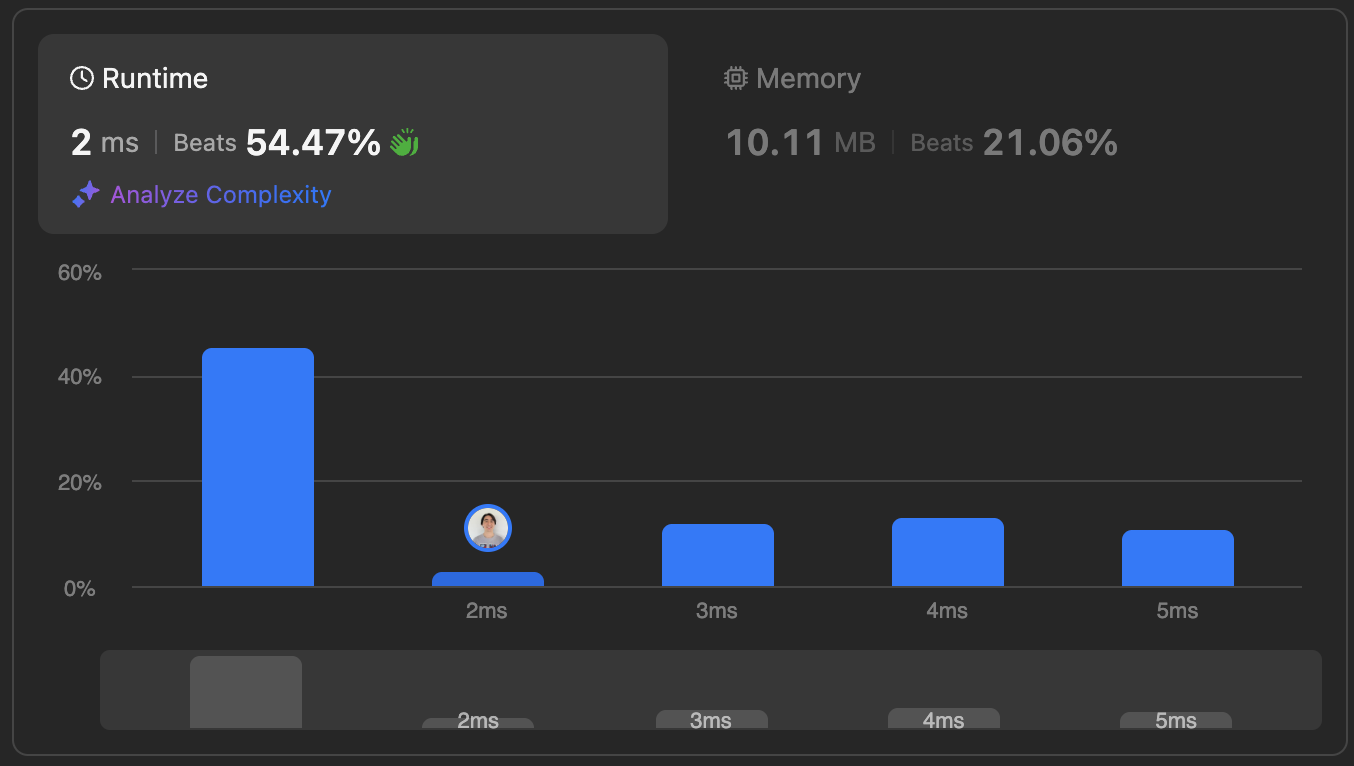 Runtime
2 ms | Beats 54.47%
Analyze Complexity
Memory
10.11 MB | Beats 21.06%
60%
40%
20%
0%
2ms 3ms 4ms 5ms
2ms 3ms 4ms 5ms